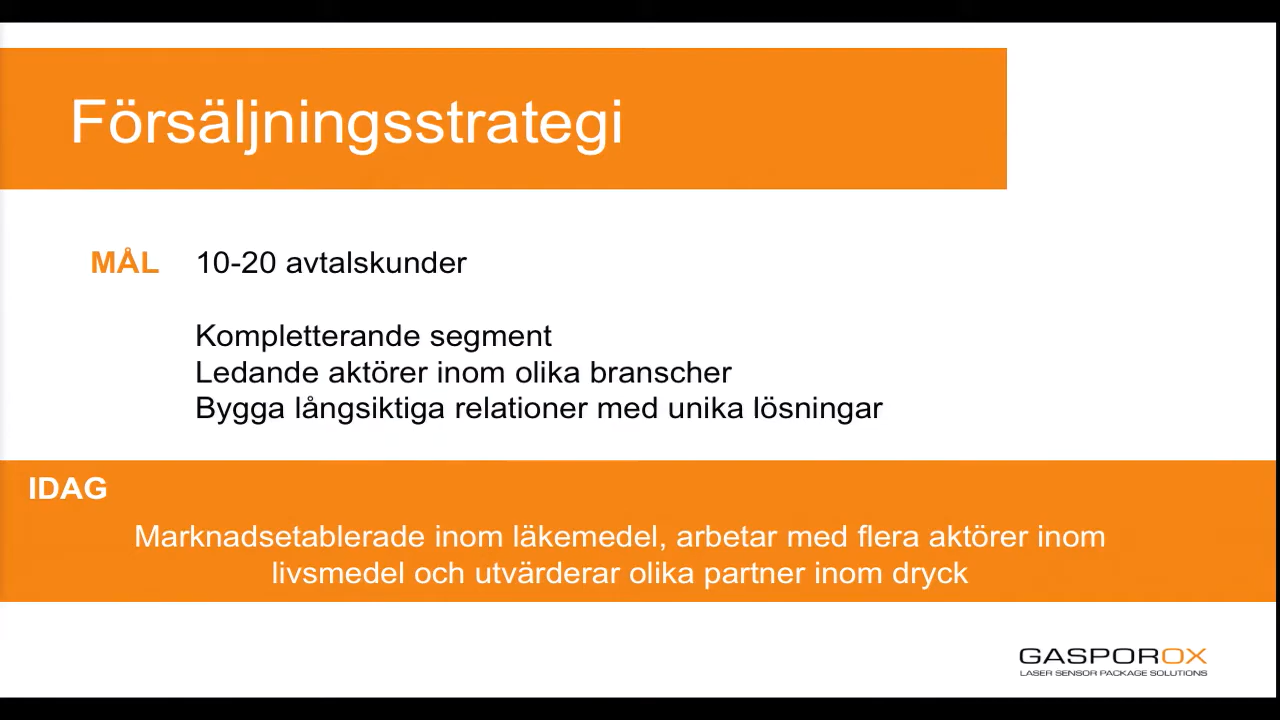 Försäljningsstrategi
MÅL 10-20 avtalskunder
Kompletterande segment
Ledande aktörer inom olika branscher
Bygga långsiktiga relationer med unika lösningar
IDAG
Marknadsetablerade inom läkemedel, arbetar med flera aktörer inom
livsmedel och utvärderar olika partner inom dryck
GASPOROX
LASER SENSOR PACKAGE SOLUTIONS